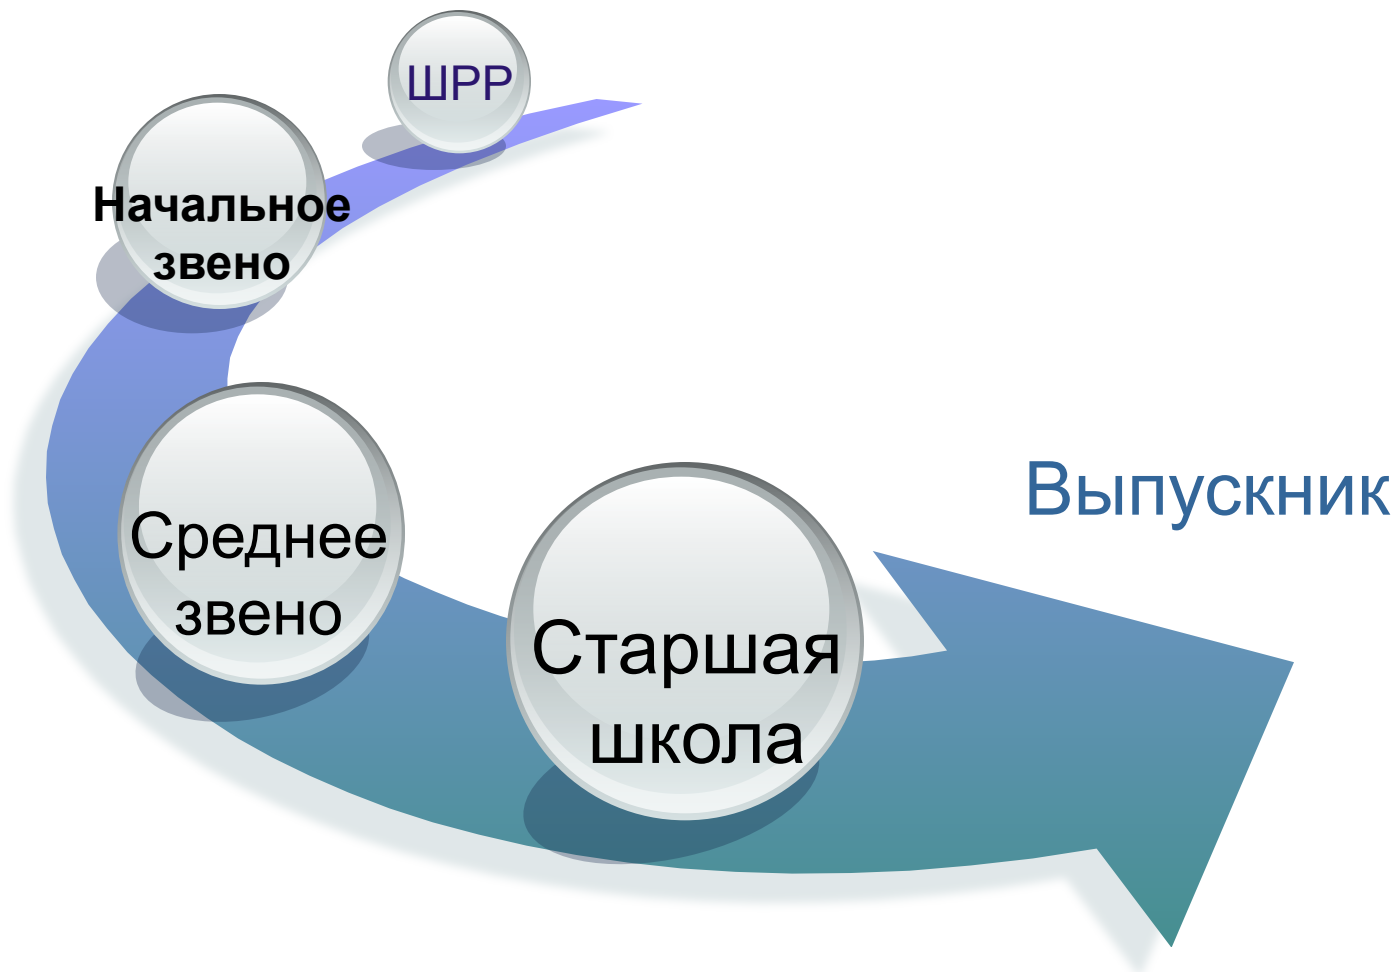 ШРР
Начальное
звено
Среднее
звено
Старшая
школа
Выпускник